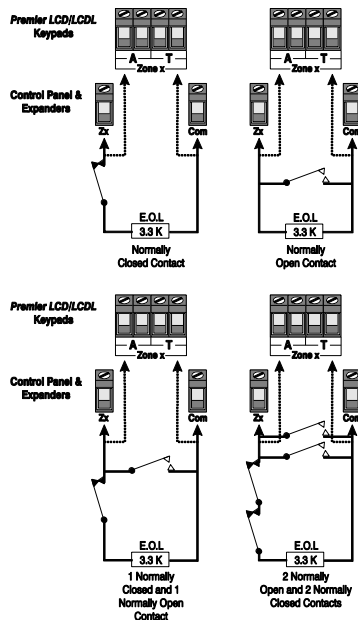 Premier LCD/LCDL
Keypads
A T
Zone x
Control Panel &
Expanders
Zx Com
E.O.L
3.3 K
Normally
Closed Contact
A T
Zone x
Zx Com
E.O.L
3.3 K
Normally
Open Contact
Premier LCD/LCDL
Keypads
A T
Zone x
Control Panel &
Expanders
Zx Com
E.O.L
3.3 K
1 Normally
Closed and 1
Normally Open
Contact
A T
Zone x
Zx Com
E.O.L
3.3 K
2 Normally
Open and 2 Normally
Closed Contacts